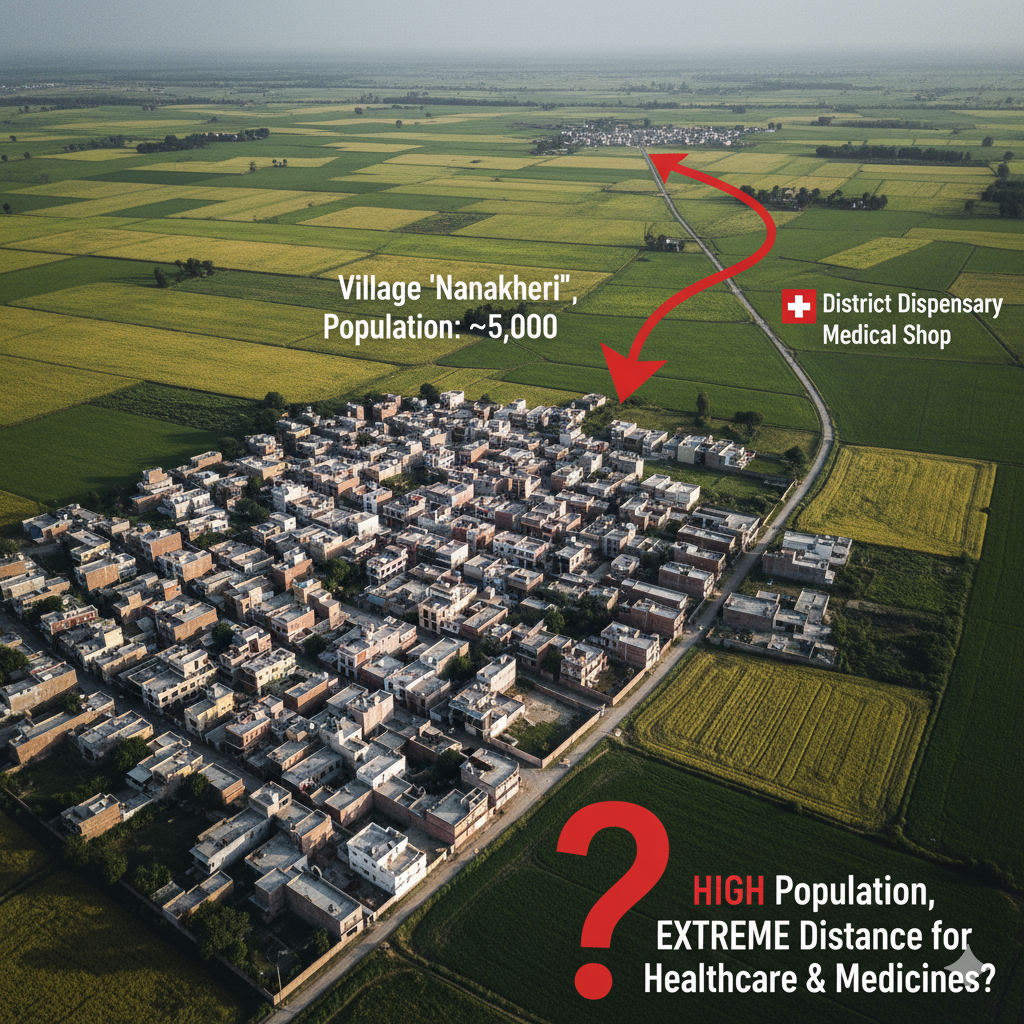 Village 'Nanakheri",
Population: ~5,000
District Dispensary
Medical Shop
?
HIGH Population,
EXTREME Distance for
Healthcare & Medicines?